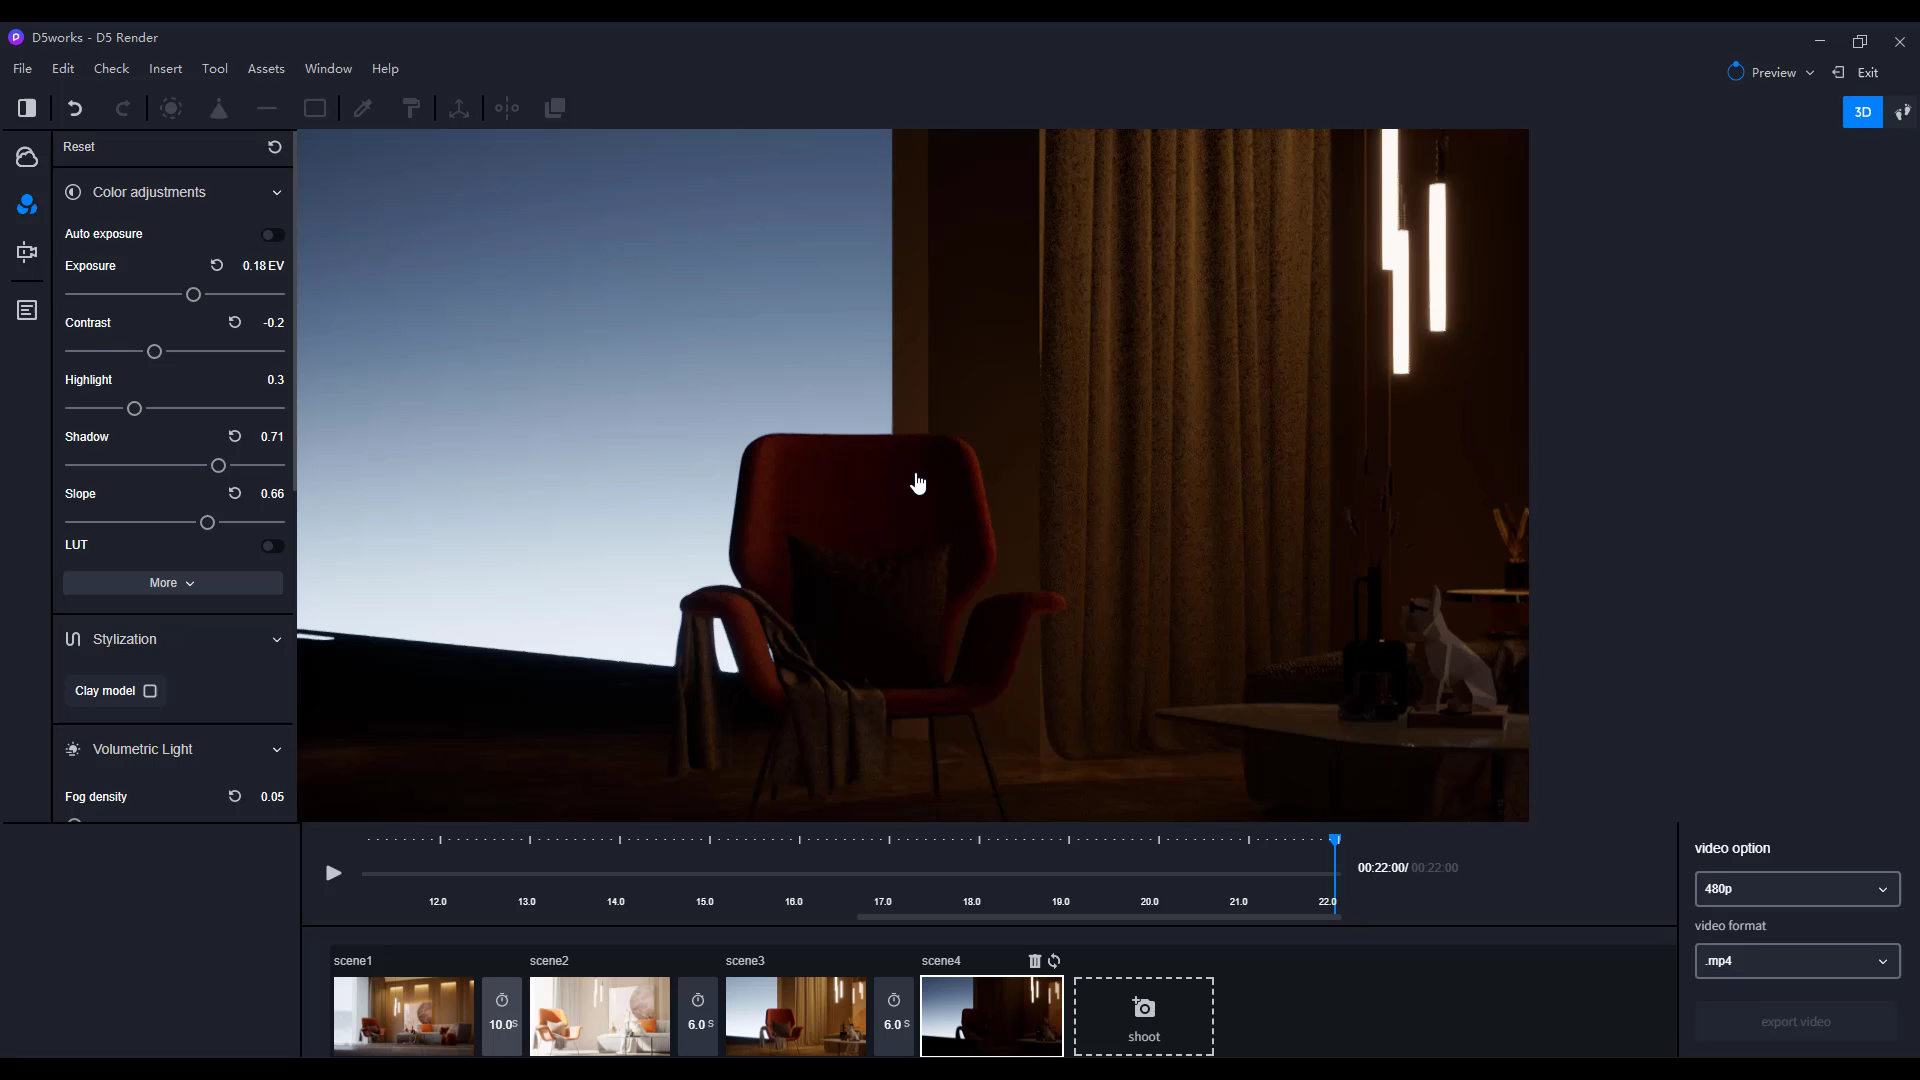 D5works - D5 Render
File Edit Check Insert Tool Assets Window Help
Preview Exit
3D
Reset
Color adjustments
Auto exposure
Exposure 0.18 EV
Contrast -0.2
Highlight 0.3
Shadow 0.71
Slope 0.66
LUT
More
Stylization
Clay model
Volumetric Light
Fog density 0.05
00:22:00/ 00:22:00
12.0 13.0 14.0 15.0 16.0 17.0 18.0 19.0 20.0 21.0 22.0
scene1 scene2 scene3 scene4
10.0s 6.0 s 6.0 s
shoot
video option
480p
video format
.mp4
export video